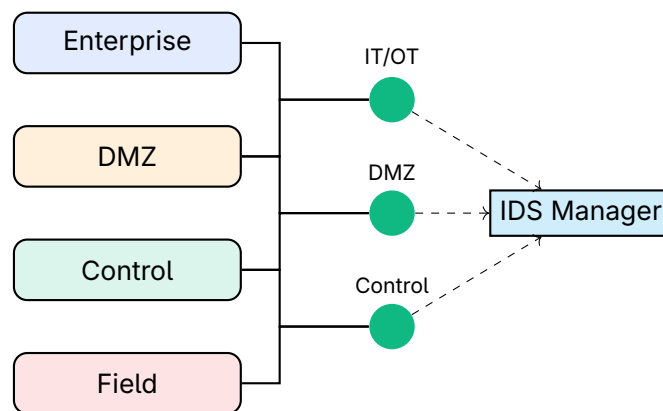 Enterprise
DMZ
Control
Field
IT/OT
DMZ
Control
IDS Manager